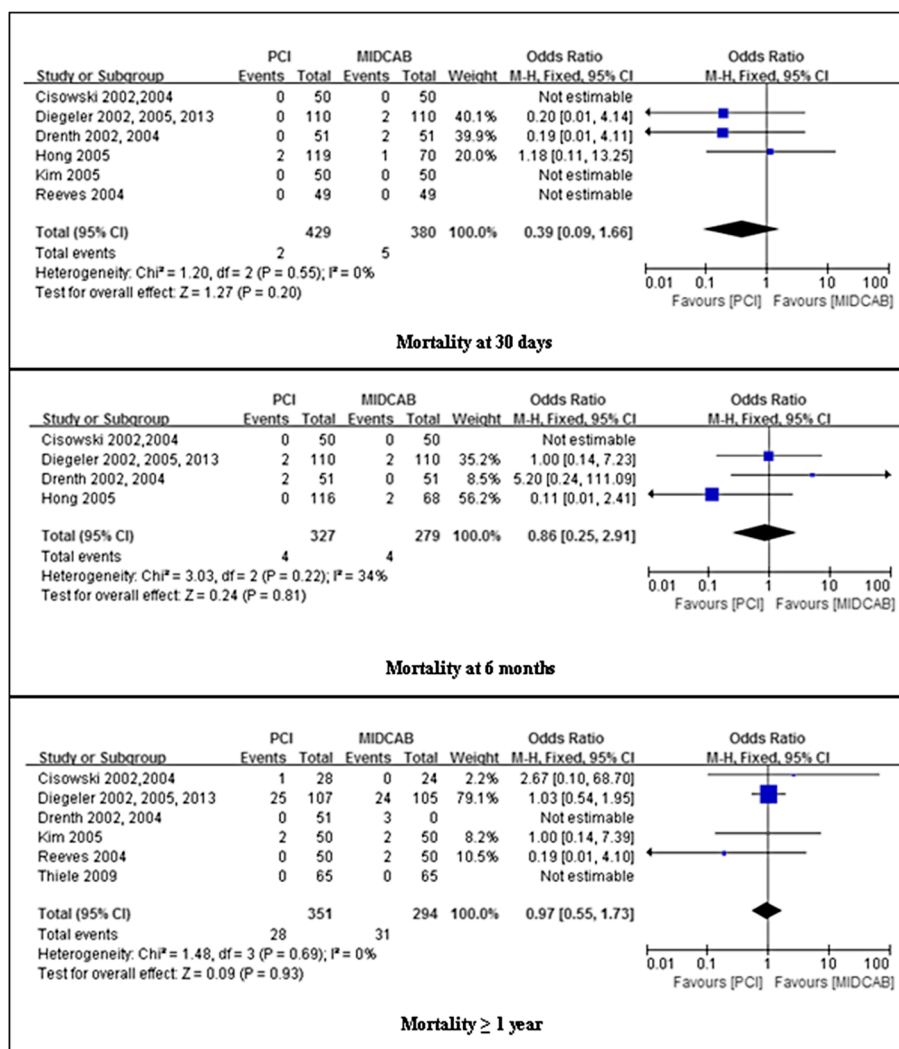 PCI MIDCAB Odds Ratio Odds Ratio
Study or Subgroup Events Total Events Total Weight M-H, Fixed, 95% CI M-H, Fixed, 95% CI
Cisowski 2002,2004 0 50 0 50 Not estimable
Diegeler 2002, 2005, 2013 0 110 2 110 40.1% 0.20 [0.01, 4.14]
Drenth 2002, 2004 0 51 2 51 39.9% 0.19 [0.01, 4.11]
Hong 2005 2 119 1 70 20.0% 1.18 [0.11, 13.25]
Kim 2005 0 50 0 50 Not estimable
Reeves 2004 0 49 0 49 Not estimable
Total (95% CI) 429 380 100.0% 0.39 [0.09, 1.66]
Total events 2 5
Heterogeneity: Chi² = 1.20, df = 2 (P = 0.55); I² = 0%
Test for overall effect: Z = 1.27 (P = 0.20)
0.01 0.1 1 10 100
Favours [PCI] Favours [MIDCAB]
Mortality at 30 days
PCI MIDCAB Odds Ratio Odds Ratio
Study or Subgroup Events Total Events Total Weight M-H, Fixed, 95% CI M-H, Fixed, 95% CI
Cisowski 2002,2004 0 50 0 50 Not estimable
Diegeler 2002, 2005, 2013 2 110 2 110 35.2% 1.00 [0.14, 7.23]
Drenth 2002, 2004 2 51 0 51 8.5% 5.20 [0.24, 111.09]
Hong 2005 0 116 2 68 56.2% 0.11 [0.01, 2.41]
Total (95% CI) 327 279 100.0% 0.86 [0.25, 2.91]
Total events 4 4
Heterogeneity: Chi² = 3.03, df = 2 (P = 0.22); I² = 34%
Test for overall effect: Z = 0.24 (P = 0.81)
0.01 0.1 1 10 100
Favours [PCI] Favours [MIDCAB]
Mortality at 6 months
PCI MIDCAB Odds Ratio Odds Ratio
Study or Subgroup Events Total Events Total Weight M-H, Fixed, 95% CI M-H, Fixed, 95% CI
Cisowski 2002,2004 1 28 0 24 2.2% 2.67 [0.10, 68.70]
Diegeler 2002, 2005, 2013 25 107 24 105 79.1% 1.03 [0.54, 1.95]
Drenth 2002, 2004 0 51 3 0
Kim 2005 2 50 2 50 8.2% 1.00 [0.14, 7.39]
Reeves 2004 0 50 2 50 10.5% 0.19 [0.01, 4.10]
Thiele 2009 0 65 0 65 Not estimable
Total (95% CI) 351 294 100.0% 0.97 [0.55, 1.73]
Total events 28 31
Heterogeneity: Chi² = 1.48, df = 3 (P = 0.69); I² = 0%
Test for overall effect: Z = 0.09 (P = 0.93)
0.01 0.1 1 10 100
Favours [PCI] Favours [MIDCAB]
Mortality ≥ 1 year